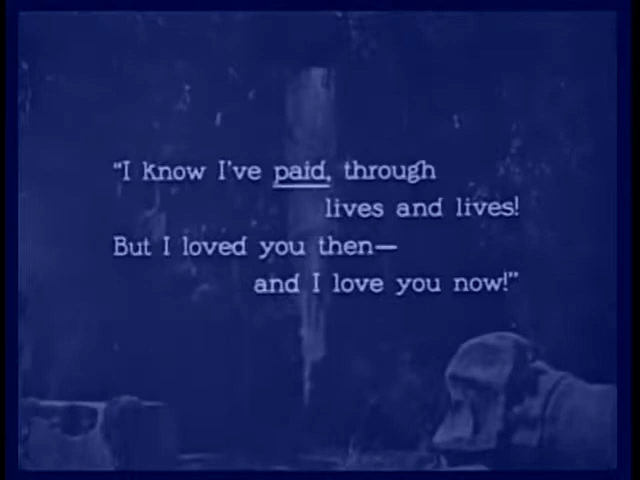 “I know I've paid, through
lives and lives!
But I loved you then—
and I love you now!”